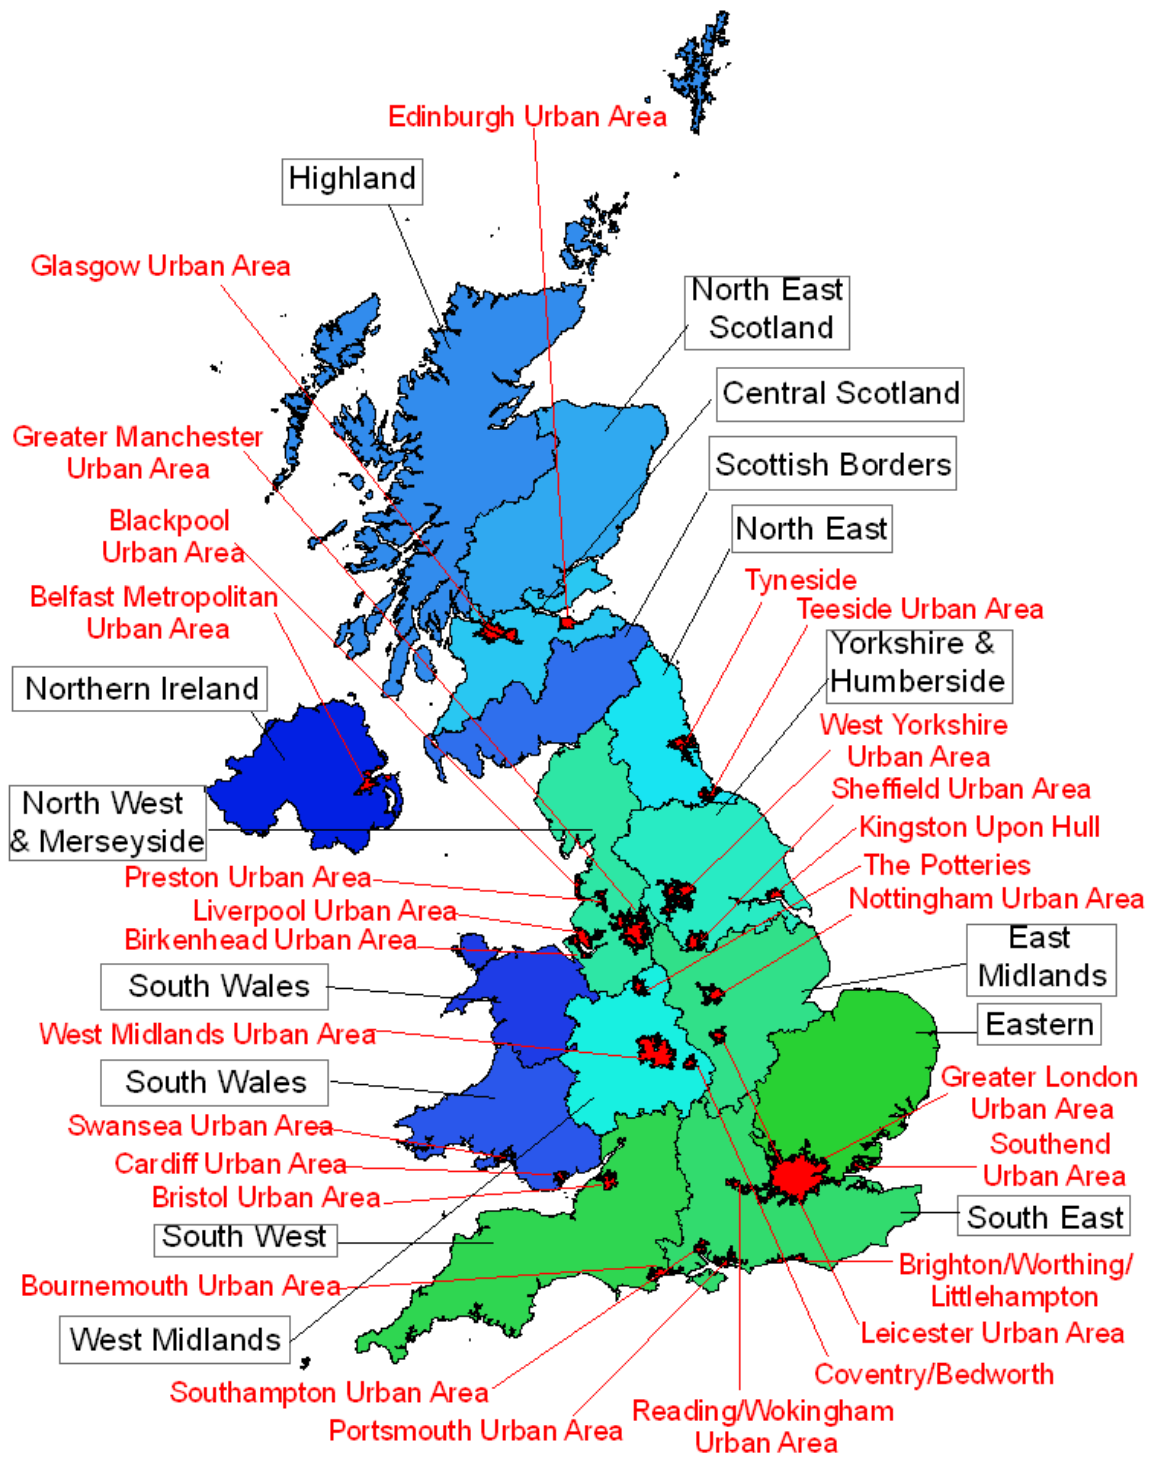 Edinburgh Urban Area
Highland
Glasgow Urban Area
North East
Scotland
Central Scotland
Greater Manchester
Urban Area
Scottish Borders
Blackpool
Urban Area
North East
Tyneside
Belfast Metropolitan
Urban Area
Teeside Urban Area
Yorkshire &
Humberside
Northern Ireland
West Yorkshire
Urban Area
Sheffield Urban Area
North West
& Merseyside
Kingston Upon Hull
The Potteries
Preston Urban Area
Nottingham Urban Area
Liverpool Urban Area
Birkenhead Urban Area
East
Midlands
South Wales
Eastern
West Midlands Urban Area
South Wales
Greater London
Urban Area
Swansea Urban Area
Southend
Urban Area
Cardiff Urban Area
Bristol Urban Area
South East
South West
Brighton/Worthing/
Littlehampton
Bournemouth Urban Area
West Midlands
Leicester Urban Area
Coventry/Bedworth
Southampton Urban Area
Reading/Wokingham
Urban Area
Portsmouth Urban Area